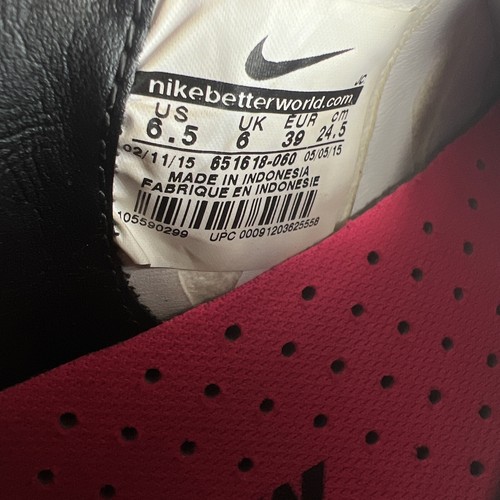 nikebetterworld.com
US UK EUR cm
6.5 6 39 24.5
02/11/15 651618-060 05/05/15
MADE IN INDONESIA
FABRIQUE EN INDONESIE
105590299 UPC 00091203625558